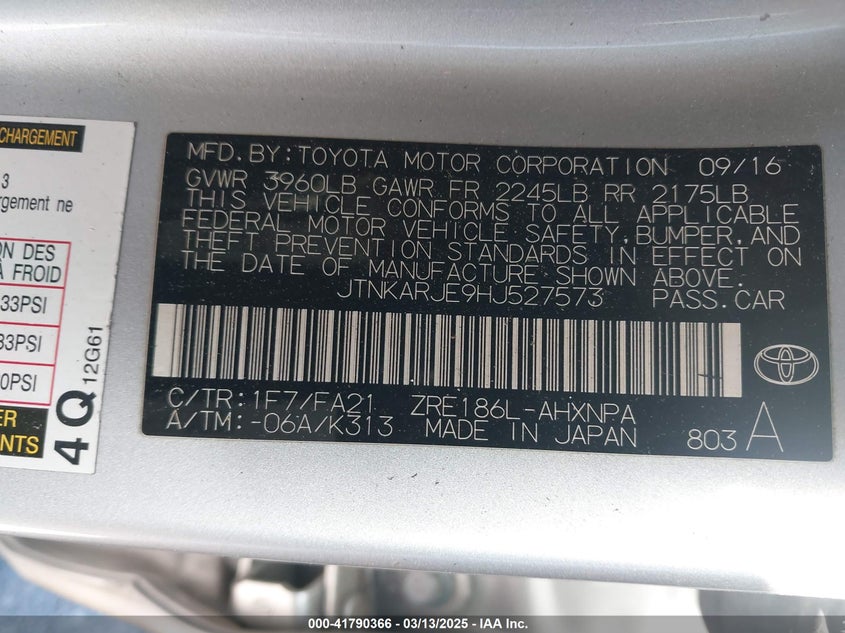 CHARGEMENT
3
rgement ne
ON DES
À FROID
33PSI
33PSI
0PSI
ER
NTS
4Q
12G61
MFD.BY:TOYOTA MOTOR CORPORATION 09/16
GVWR 3960LB GAWR FR 2245LB RR 2175LB
THIS VEHICLE CONFORMS TO ALL APPLICABLE
FEDERAL MOTOR VEHICLE SAFETY,BUMPER,AND
THEFT PREVENTION STANDARDS IN EFFECT ON
THE DATE OF MANUFACTURE SHOWN ABOVE.
JTNKARJE9HJ527573 PASS.CAR
C/TR: 1F7/FA21 ZRE186L-AHXNPA
A/TM: -06A/K313 MADE IN JAPAN 803 A
000-41790366 - 03/13/2025 - IAA Inc.